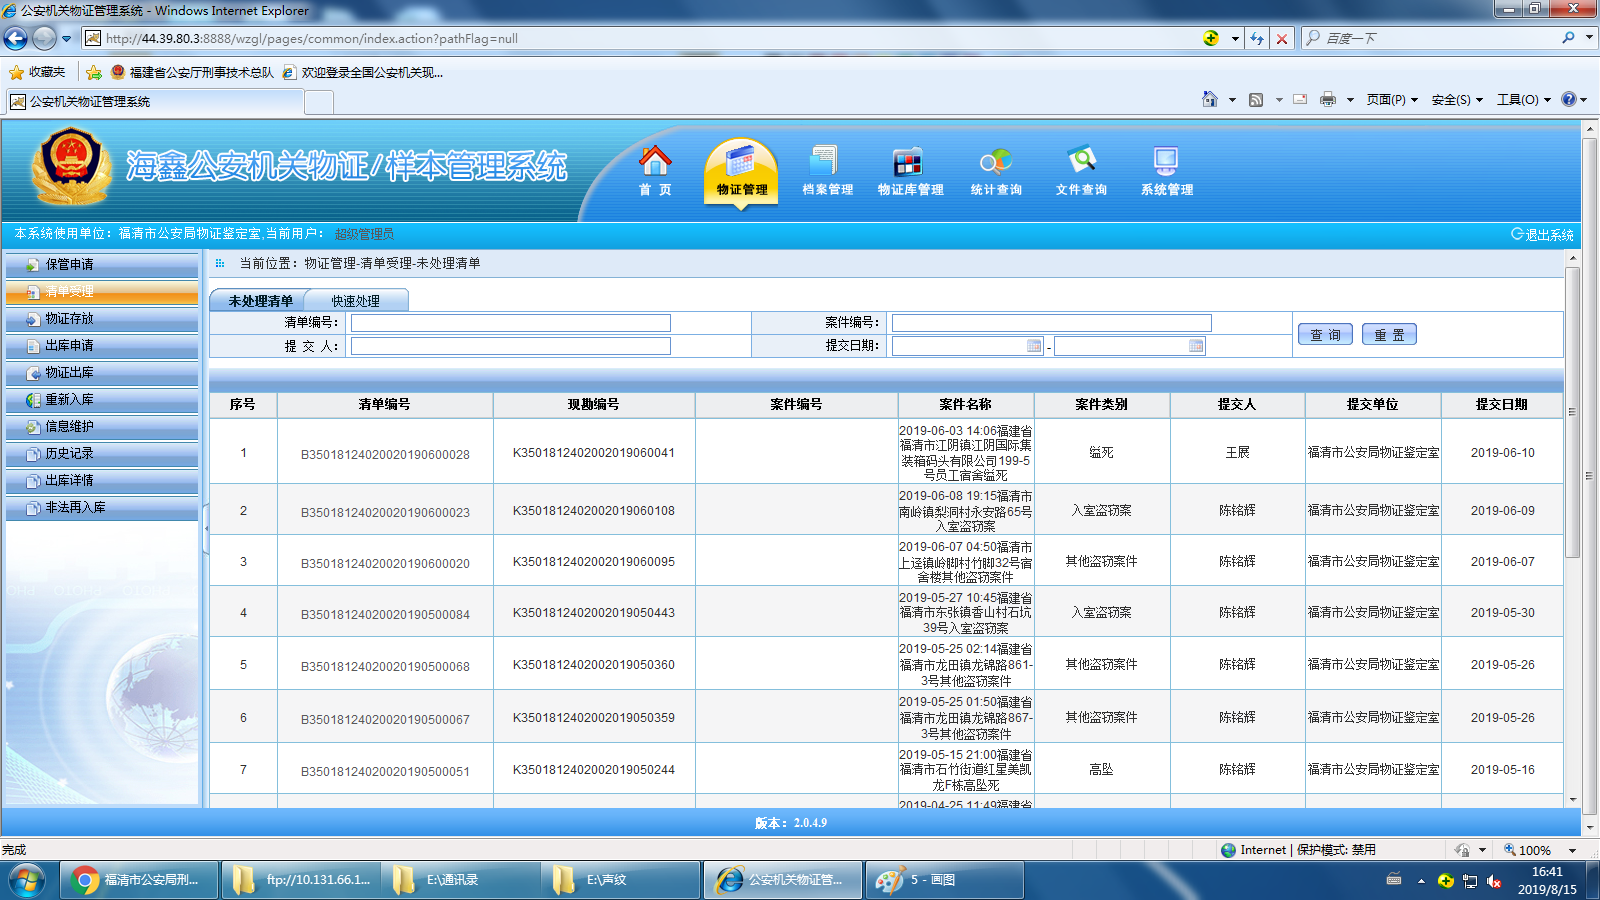 公安机关物证管理系统 - Windows Internet Explorer
http://44.39.80.3:8888/wzgl/pages/common/index.action?pathFlag=null
百度一下
收藏夹 福建省公安厅刑事技术总队 欢迎登录全国公安机关现...
公安机关物证管理系统
页面(P) 安全(S) 工具(O)
海鑫公安机关物证/样本管理系统
首 页 物证管理 档案管理 物证库管理 统计查询 文件查询 系统管理
本系统使用单位：福清市公安局物证鉴定室,当前用户： 超级管理员
退出系统
保管申请
清单受理
物证存放
出库申请
物证出库
重新入库
信息维护
历史记录
出库详情
非法再入库
当前位置：物证管理-清单受理-未处理清单
未处理清单 快速处理
清单编号： 案件编号：
提 交 人： 提交日期： -
查 询 重 置
序号 清单编号 现勘编号 案件编号 案件名称 案件类别 提交人 提交单位 提交日期
1 B35018124020020190600028 K3501812402002019060041 2019-06-03 14:06福建省福清市江阴镇江阴国际集装箱码头有限公司199-5号员工宿舍缢死 缢死 王展 福清市公安局物证鉴定室 2019-06-10
2 B35018124020020190600023 K3501812402002019060108 2019-06-08 19:15福清市南岭镇梨洞村永安路65号入室盗窃案 入室盗窃案 陈铭辉 福清市公安局物证鉴定室 2019-06-09
3 B35018124020020190600020 K3501812402002019060095 2019-06-07 04:50福清市上迳镇岭脚村竹脚32号宿舍楼其他盗窃案件 其他盗窃案件 陈铭辉 福清市公安局物证鉴定室 2019-06-07
4 B35018124020020190500084 K3501812402002019050443 2019-05-27 10:45福建省福清市东张镇香山村石坑39号入室盗窃案 入室盗窃案 陈铭辉 福清市公安局物证鉴定室 2019-05-30
5 B35018124020020190500068 K3501812402002019050360 2019-05-25 02:14福建省福清市龙田镇龙锦路861-3号其他盗窃案件 其他盗窃案件 陈铭辉 福清市公安局物证鉴定室 2019-05-26
6 B35018124020020190500067 K3501812402002019050359 2019-05-25 01:50福建省福清市龙田镇龙锦路867-3号其他盗窃案件 其他盗窃案件 陈铭辉 福清市公安局物证鉴定室 2019-05-26
7 B35018124020020190500051 K3501812402002019050244 2019-05-15 21:00福建省福清市石竹街道红星美凯龙F栋高坠死 高坠 陈铭辉 福清市公安局物证鉴定室 2019-05-16
2019-04-25 11:49福建省
版本：2.0.4.9
完成 Internet | 保护模式: 禁用 100%
福清市公安局刑... ftp://10.131.66.1... E:\通讯录 E:\声纹 公安机关物证管... 5 - 画图
16:41
2019/8/15